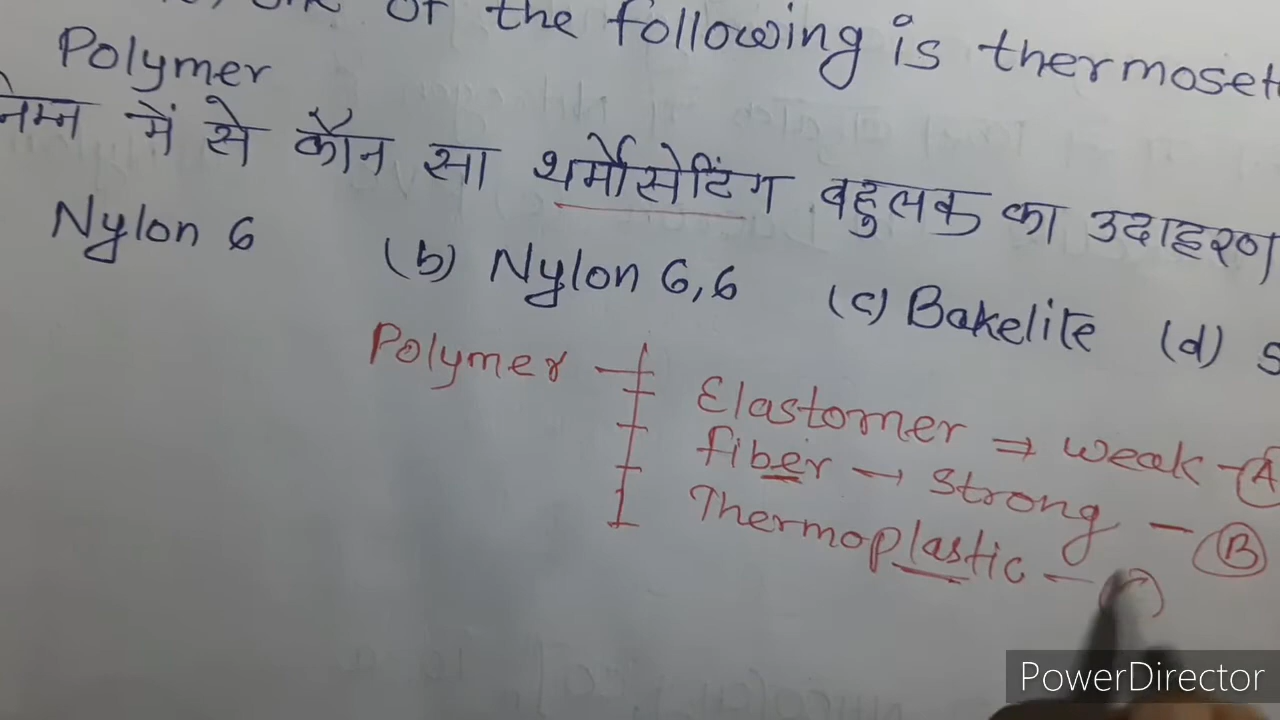 of the following is thermoset
Polymer
निम्न में से कौन सा थर्मोसेटिंग बहुलक का उदाहरण
Nylon 6 (b) Nylon 6,6 (c) Bakelite (d) S
Polymer
Elastomer ⇒ weak - A
fiber → strong - B
Thermoplastic -
PowerDirector